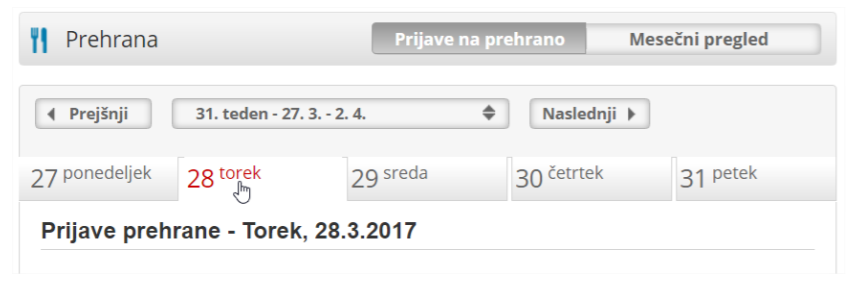 Prehrana Prijave na prehrano Mesečni pregled
Prejšnji 31. teden - 27. 3. - 2. 4. Naslednji
27 ponedeljek 28 torek 29 sreda 30 četrtek 31 petek
Prijave prehrane - Torek, 28.3.2017